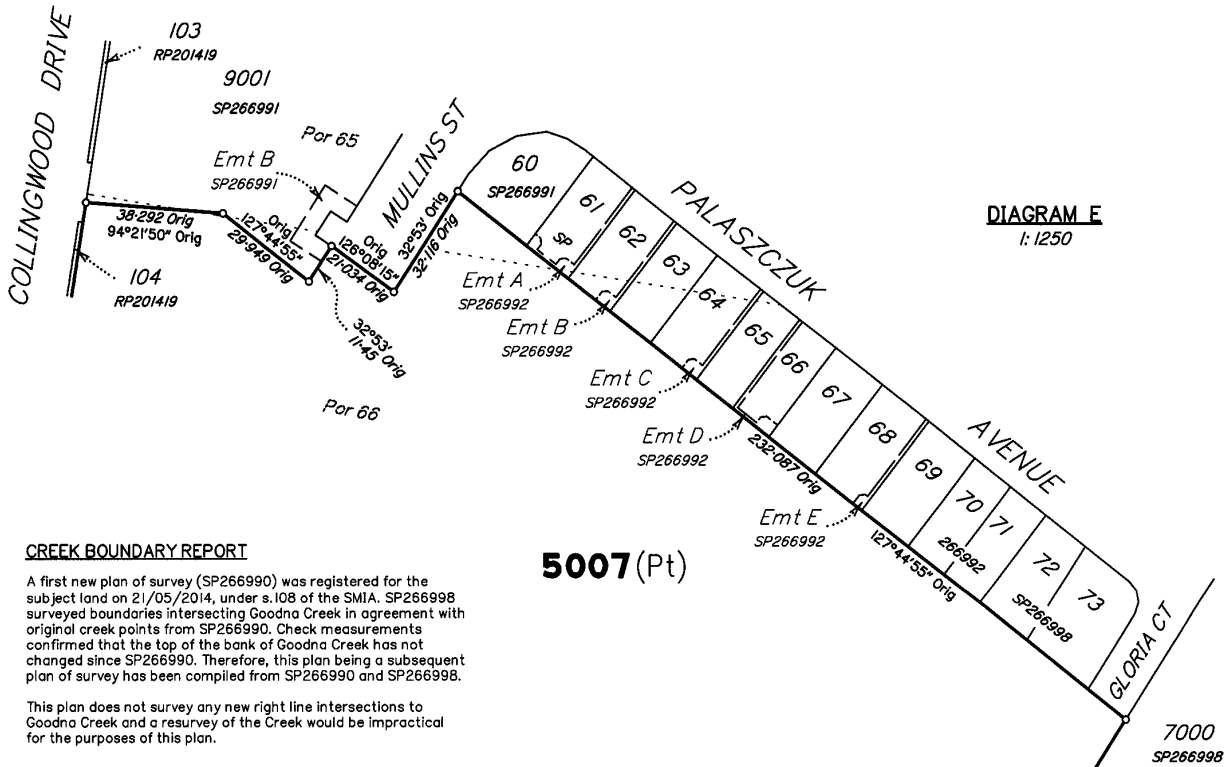 COLLINGWOOD DRIVE
103
RP201419
9001
SP266991
Por 65
Emt B
SP266991
MULLINS ST
38·292 Orig
94°21'50" Orig
Orig
127°44'55"
29·949 Orig
Orig
126°08'15"
21·034 Orig
32°53' Orig
32·116 Orig
104
RP201419
32°53'
11·45 Orig
Por 66
60
SP266991
61
SP
62
63
64
65
66
67
68
69
70
71
72
73
266992
SP266998
PALASZCZUK
AVENUE
DIAGRAM E
1:1250
Emt A
SP266992
Emt B
SP266992
Emt C
SP266992
Emt D
SP266992
Emt E
SP266992
232·087 Orig
127°44'55" Orig
GLORIA CT
7000
SP266998
5007(Pt)
CREEK BOUNDARY REPORT
A first new plan of survey (SP266990) was registered for the
subject land on 21/05/2014, under s.108 of the SMIA. SP266998
surveyed boundaries intersecting Goodna Creek in agreement with
original creek points from SP266990. Check measurements
confirmed that the top of the bank of Goodna Creek has not
changed since SP266990. Therefore, this plan being a subsequent
plan of survey has been compiled from SP266990 and SP266998.
This plan does not survey any new right line intersections to
Goodna Creek and a resurvey of the Creek would be impractical
for the purposes of this plan.